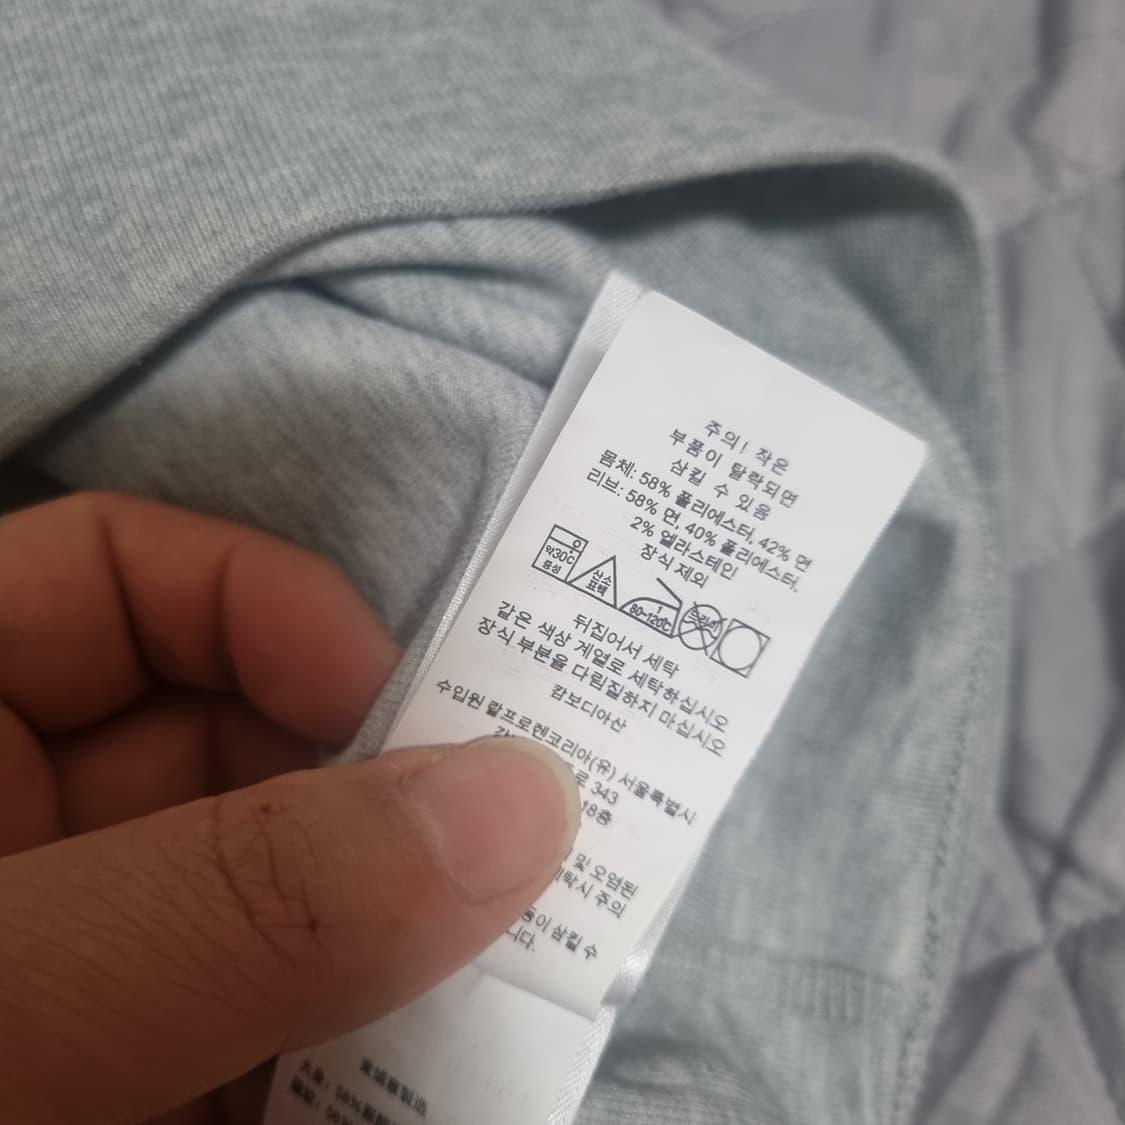 주의! 작은
부품이 탈락되면
삼킬 수 있음
몸체: 58% 폴리에스터, 42% 면
리브: 58% 면, 40% 폴리에스터,
2% 엘라스테인
장식 제외
약30℃
중성
산소
표백
80~120℃
드라이
뒤집어서 세탁
같은 색상 계열로 세탁하십시오
장식 부분을 다림질하지 마십시오
캄보디아산
수입원 랄프로렌코리아(유) 서울특별시
343
18층
및 오염된
세탁시 주의
삼킬 수
니다.
柬埔寨製造
大身: 58%
羅紋: 58%